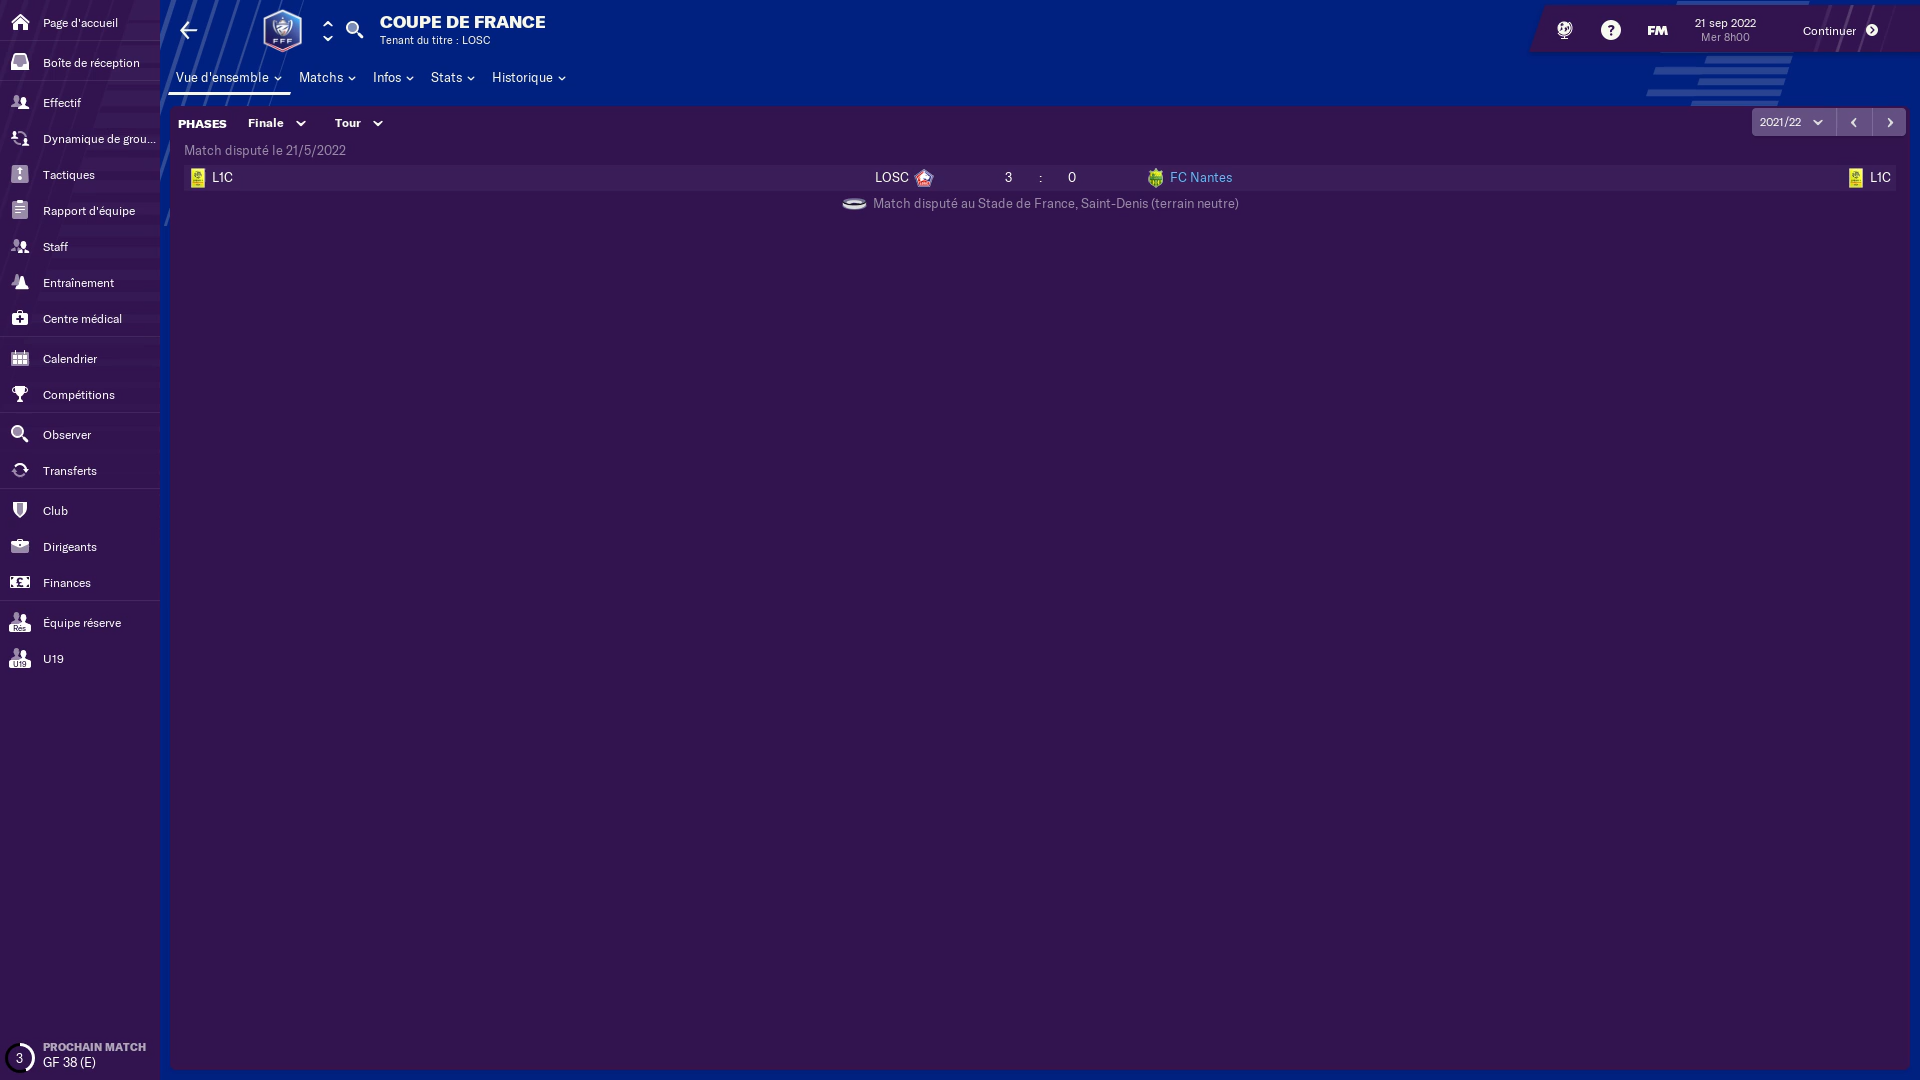 Page d'accueil
Boîte de réception
Effectif
Dynamique de grou...
Tactiques
Rapport d'équipe
Staff
Entraînement
Centre médical
Calendrier
Compétitions
Observer
Transferts
Club
Dirigeants
Finances
Rés
Équipe réserve
U19
U19
3
PROCHAIN MATCH
GF 38 (E)
FFF
COUPE DE FRANCE
Tenant du titre : LOSC
?
FM
21 sep 2022
Mer 8h00
Continuer
Vue d'ensemble
Matchs
Infos
Stats
Historique
PHASES
Finale
Tour
2021/22
Match disputé le 21/5/2022
L1C LOSC 3 : 0 FC Nantes L1C
Match disputé au Stade de France, Saint-Denis (terrain neutre)